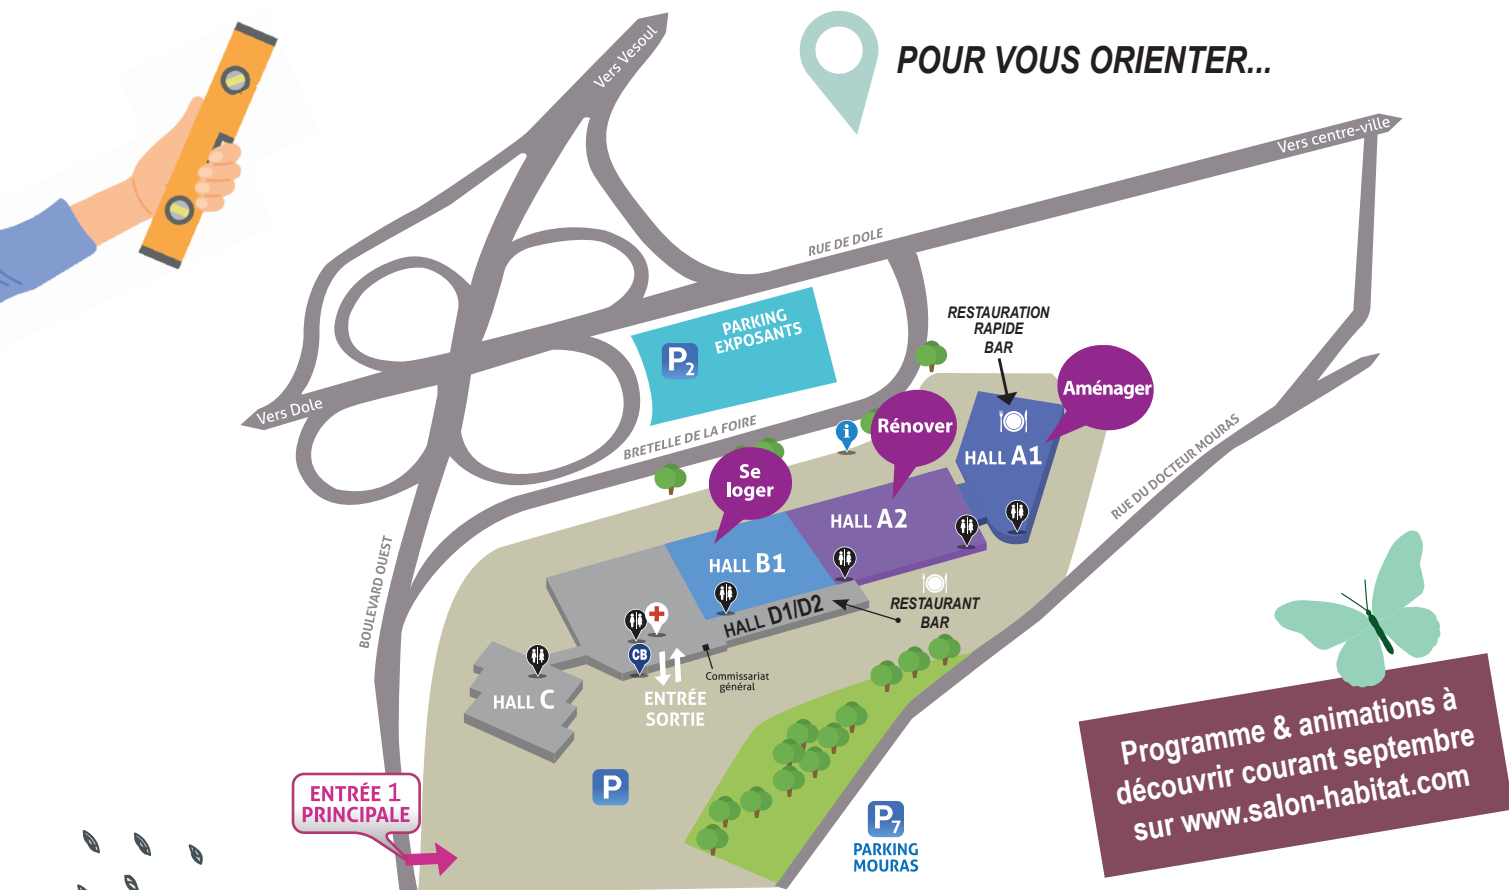 POUR VOUS ORIENTER...
Vers Vesoul
Vers centre-ville
RUE DE DOLE
RESTAURATION
RAPIDE
BAR
PARKING
EXPOSANTS
P2
Aménager
Vers Dole
BRETELLE DE LA FOIRE
i
Rénover
HALL A1
RUE DU DOCTEUR MOURAS
Se
loger
HALL A2
HALL B1
BOULEVARD OUEST
HALL D1/D2
RESTAURANT
BAR
CB
Commissariat
général
ENTRÉE
SORTIE
HALL C
P
ENTRÉE 1
PRINCIPALE
P7
PARKING
MOURAS
Programme & animations à
découvrir courant septembre
sur www.salon-habitat.com